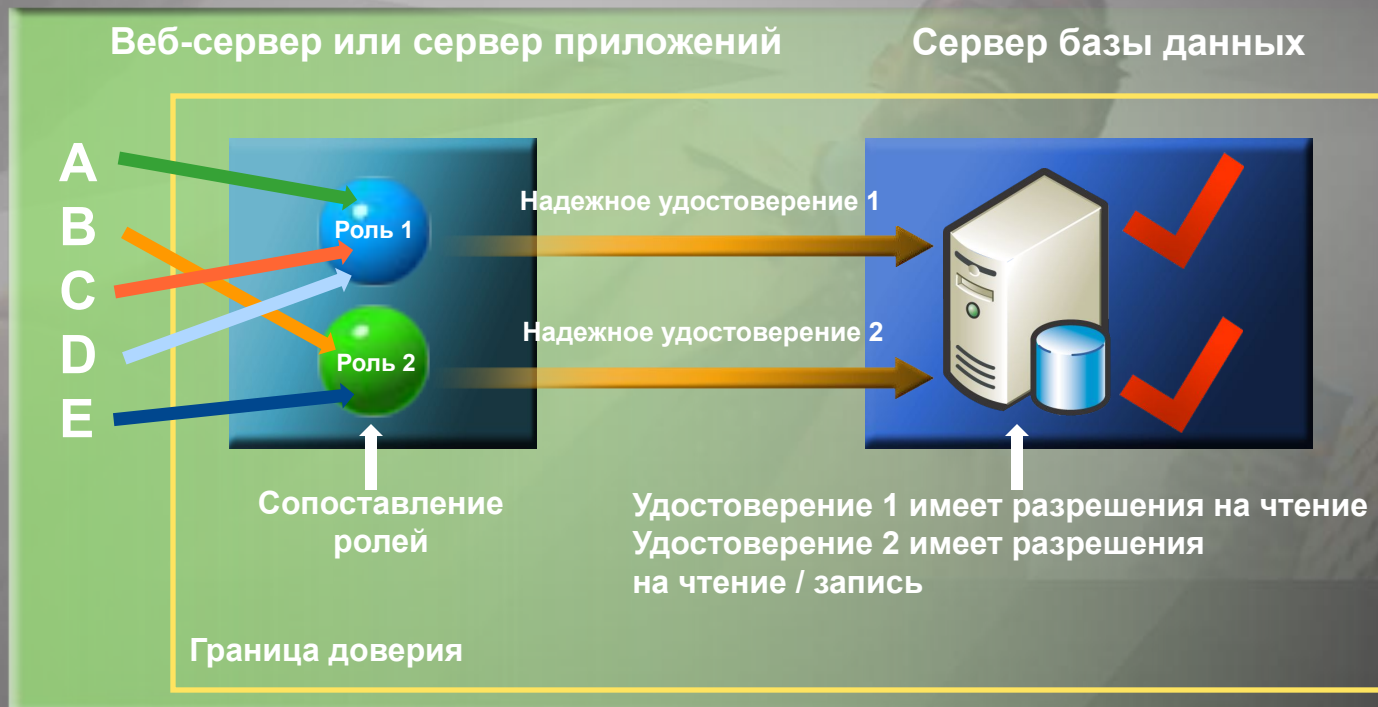 Веб-сервер или сервер приложений
Сервер базы данных
A
B
C
D
E
Роль 1
Роль 2
Надежное удостоверение 1
Надежное удостоверение 2
Сопоставление
ролей
Удостоверение 1 имеет разрешения на чтение
Удостоверение 2 имеет разрешения
на чтение / запись
Граница доверия